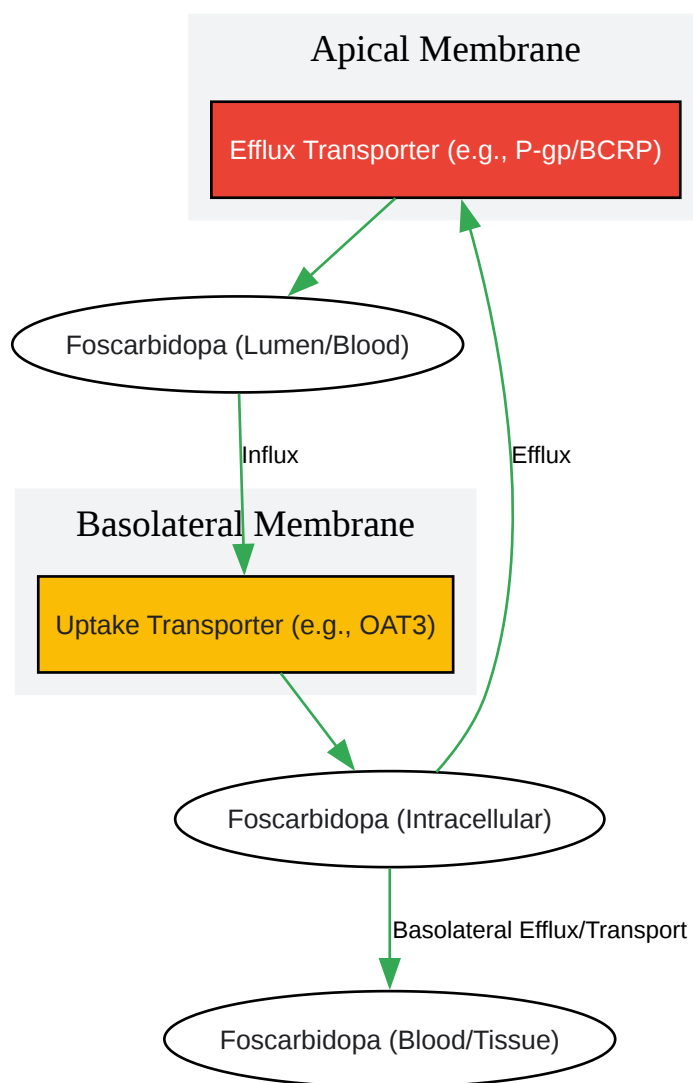 Apical Membrane
Efflux Transporter (e.g., P-gp/BCRP)
Foscarbidopa (Lumen/Blood)
Influx
Efflux
Basolateral Membrane
Uptake Transporter (e.g., OAT3)
Foscarbidopa (Intracellular)
Basolateral Efflux/Transport
Foscarbidopa (Blood/Tissue)